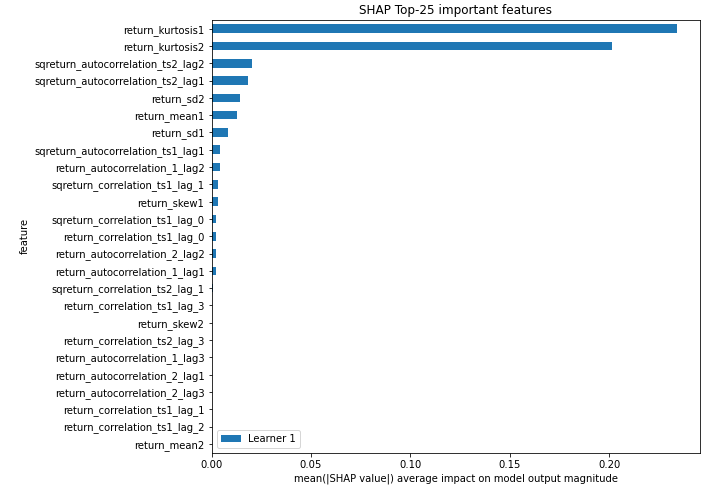 SHAP Top-25 important features
return_kurtosis1
return_kurtosis2
sqreturn_autocorrelation_ts2_lag2
sqreturn_autocorrelation_ts2_lag1
return_sd2
return_mean1
return_sd1
sqreturn_autocorrelation_ts1_lag1
return_autocorrelation_1_lag2
sqreturn_correlation_ts1_lag_1
return_skew1
sqreturn_correlation_ts1_lag_0
return_correlation_ts1_lag_0
return_autocorrelation_2_lag2
return_autocorrelation_1_lag1
sqreturn_correlation_ts2_lag_1
return_correlation_ts1_lag_3
return_skew2
return_correlation_ts2_lag_3
return_autocorrelation_1_lag3
return_autocorrelation_2_lag1
return_autocorrelation_2_lag3
return_correlation_ts1_lag_1
return_correlation_ts1_lag_2
return_mean2
feature
Learner 1
0.00 0.05 0.10 0.15 0.20
mean(|SHAP value|) average impact on model output magnitude